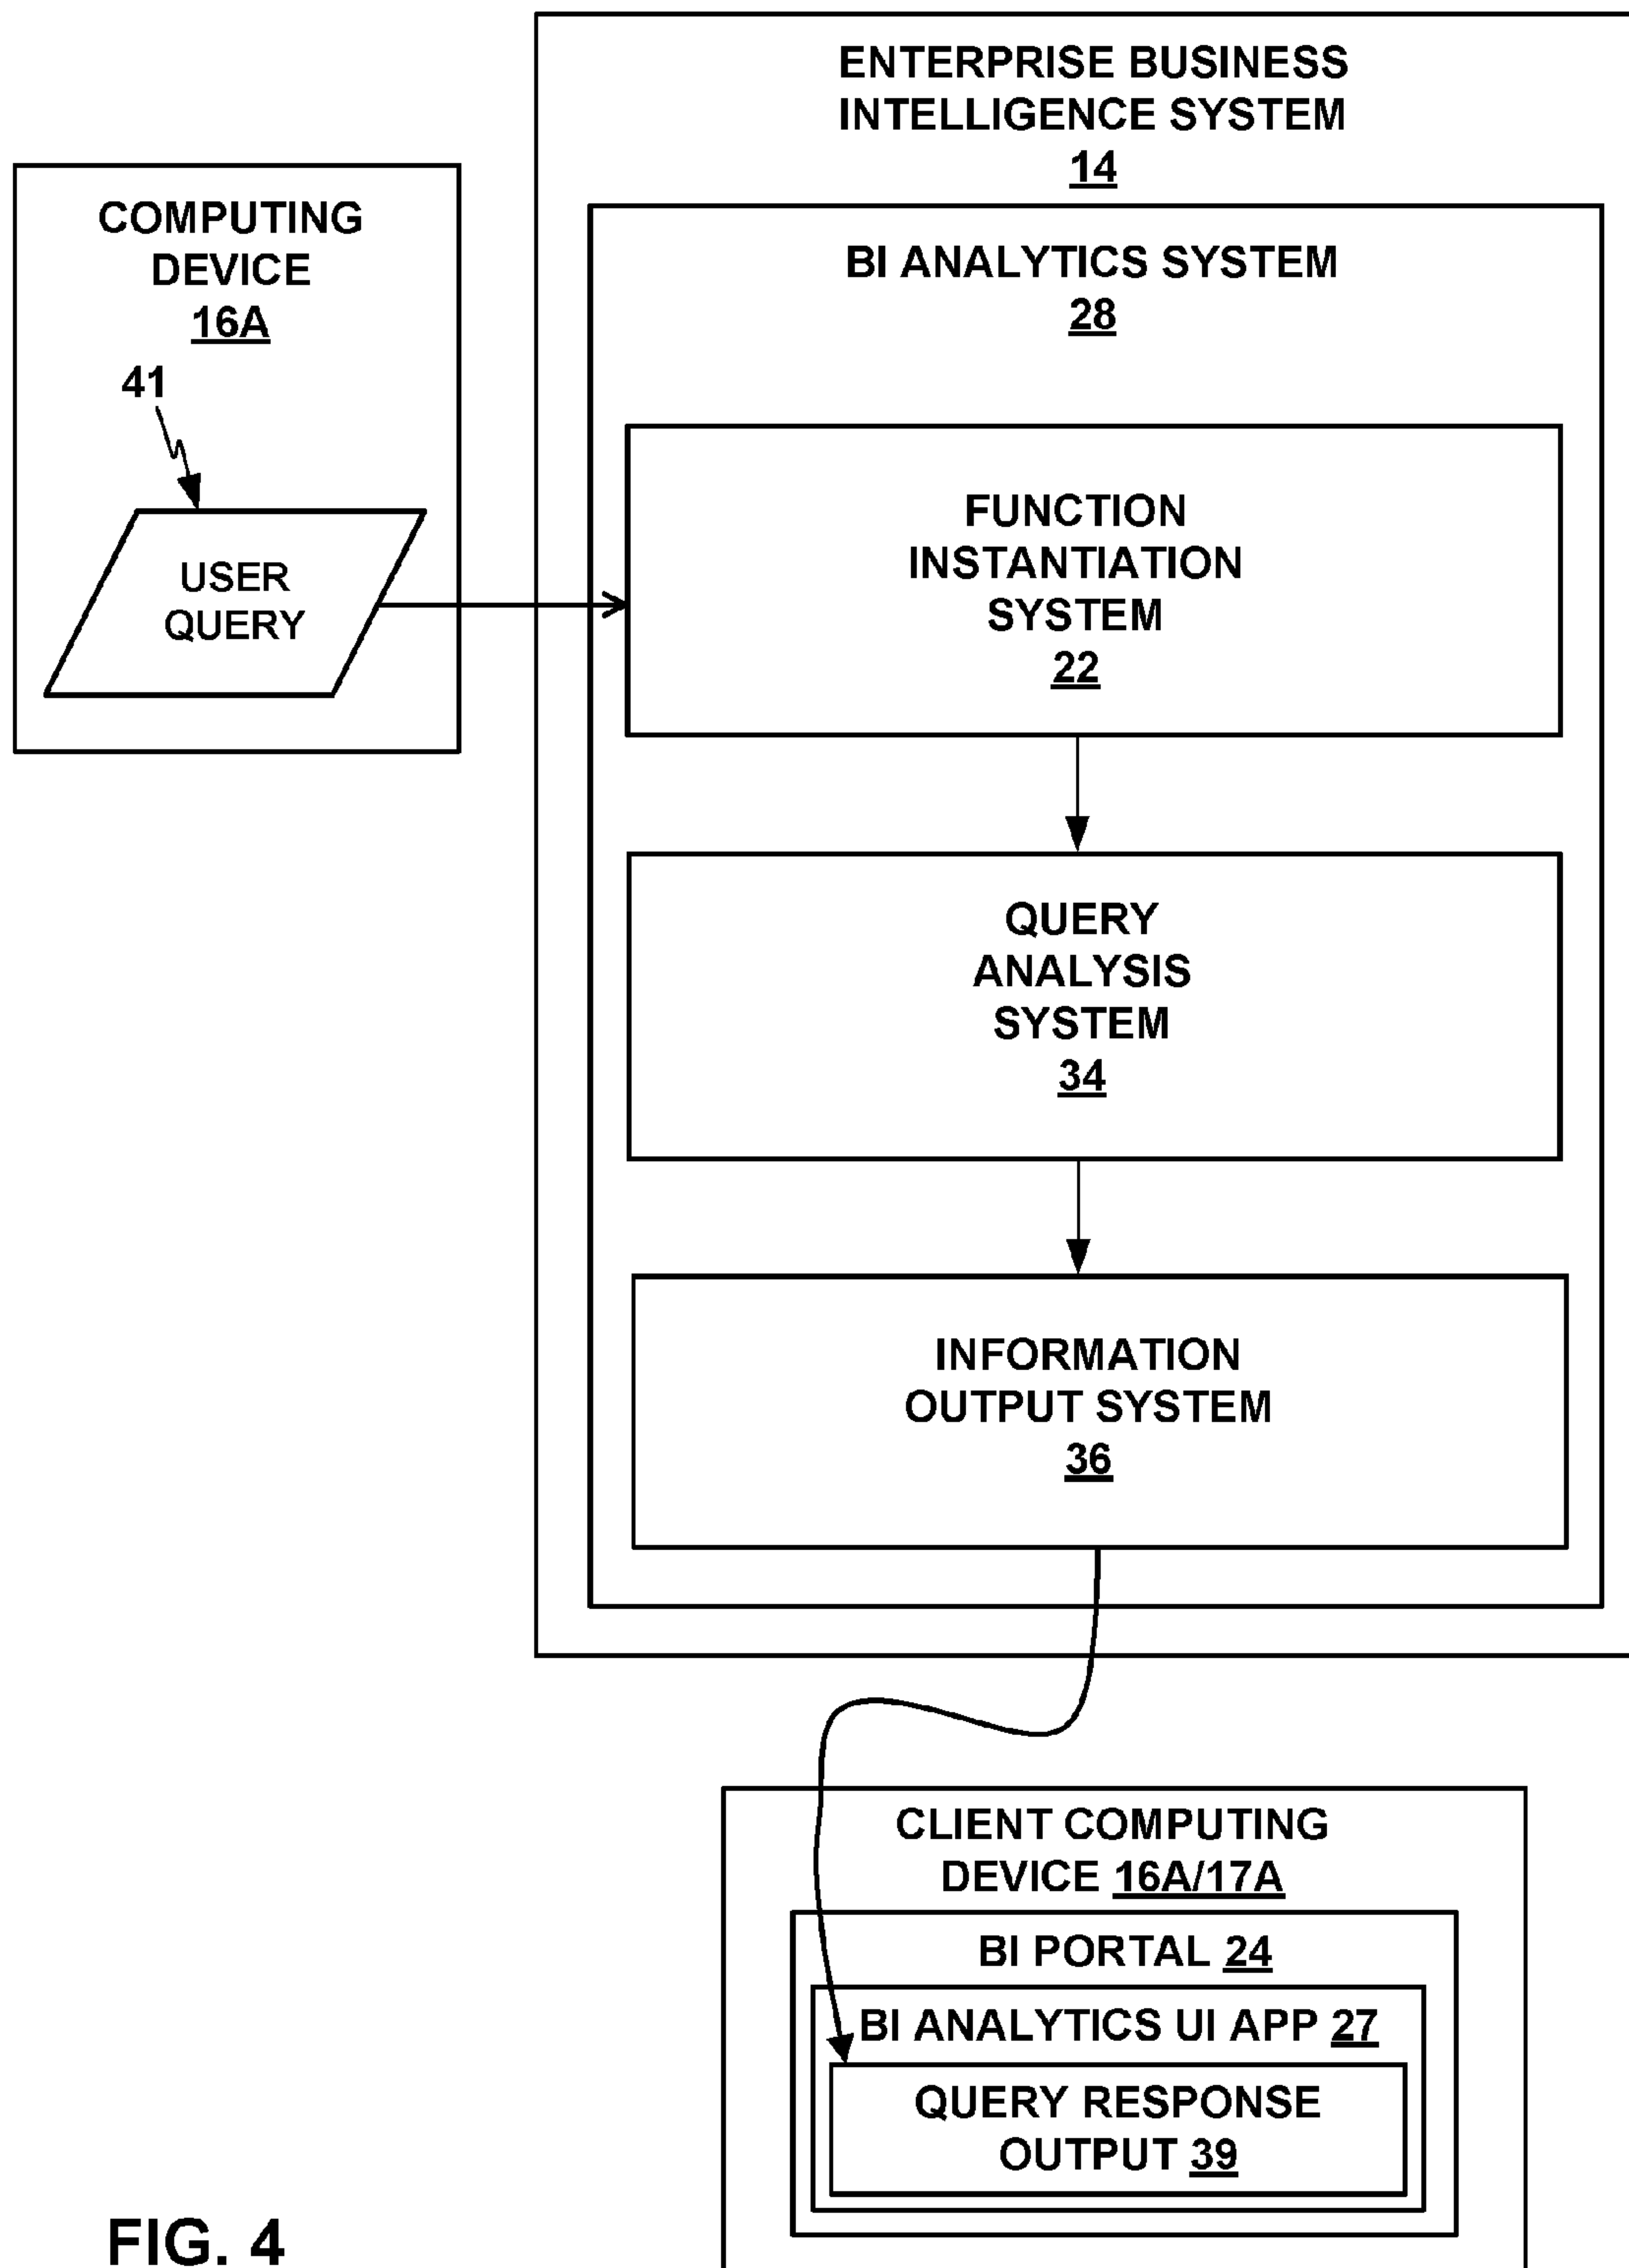 ENTERPRISE BUSINESS
INTELLIGENCE SYSTEM
14
COMPUTING
DEVICE
16A
41
USER
QUERY
BI ANALYTICS SYSTEM
28
FUNCTION
INSTANTIATION
SYSTEM
22
QUERY
ANALYSIS
SYSTEM
34
INFORMATION
OUTPUT SYSTEM
36
CLIENT COMPUTING
DEVICE 16A/17A
BI PORTAL 24
BI ANALYTICS UI APP 27
QUERY RESPONSE
OUTPUT 39
FIG. 4